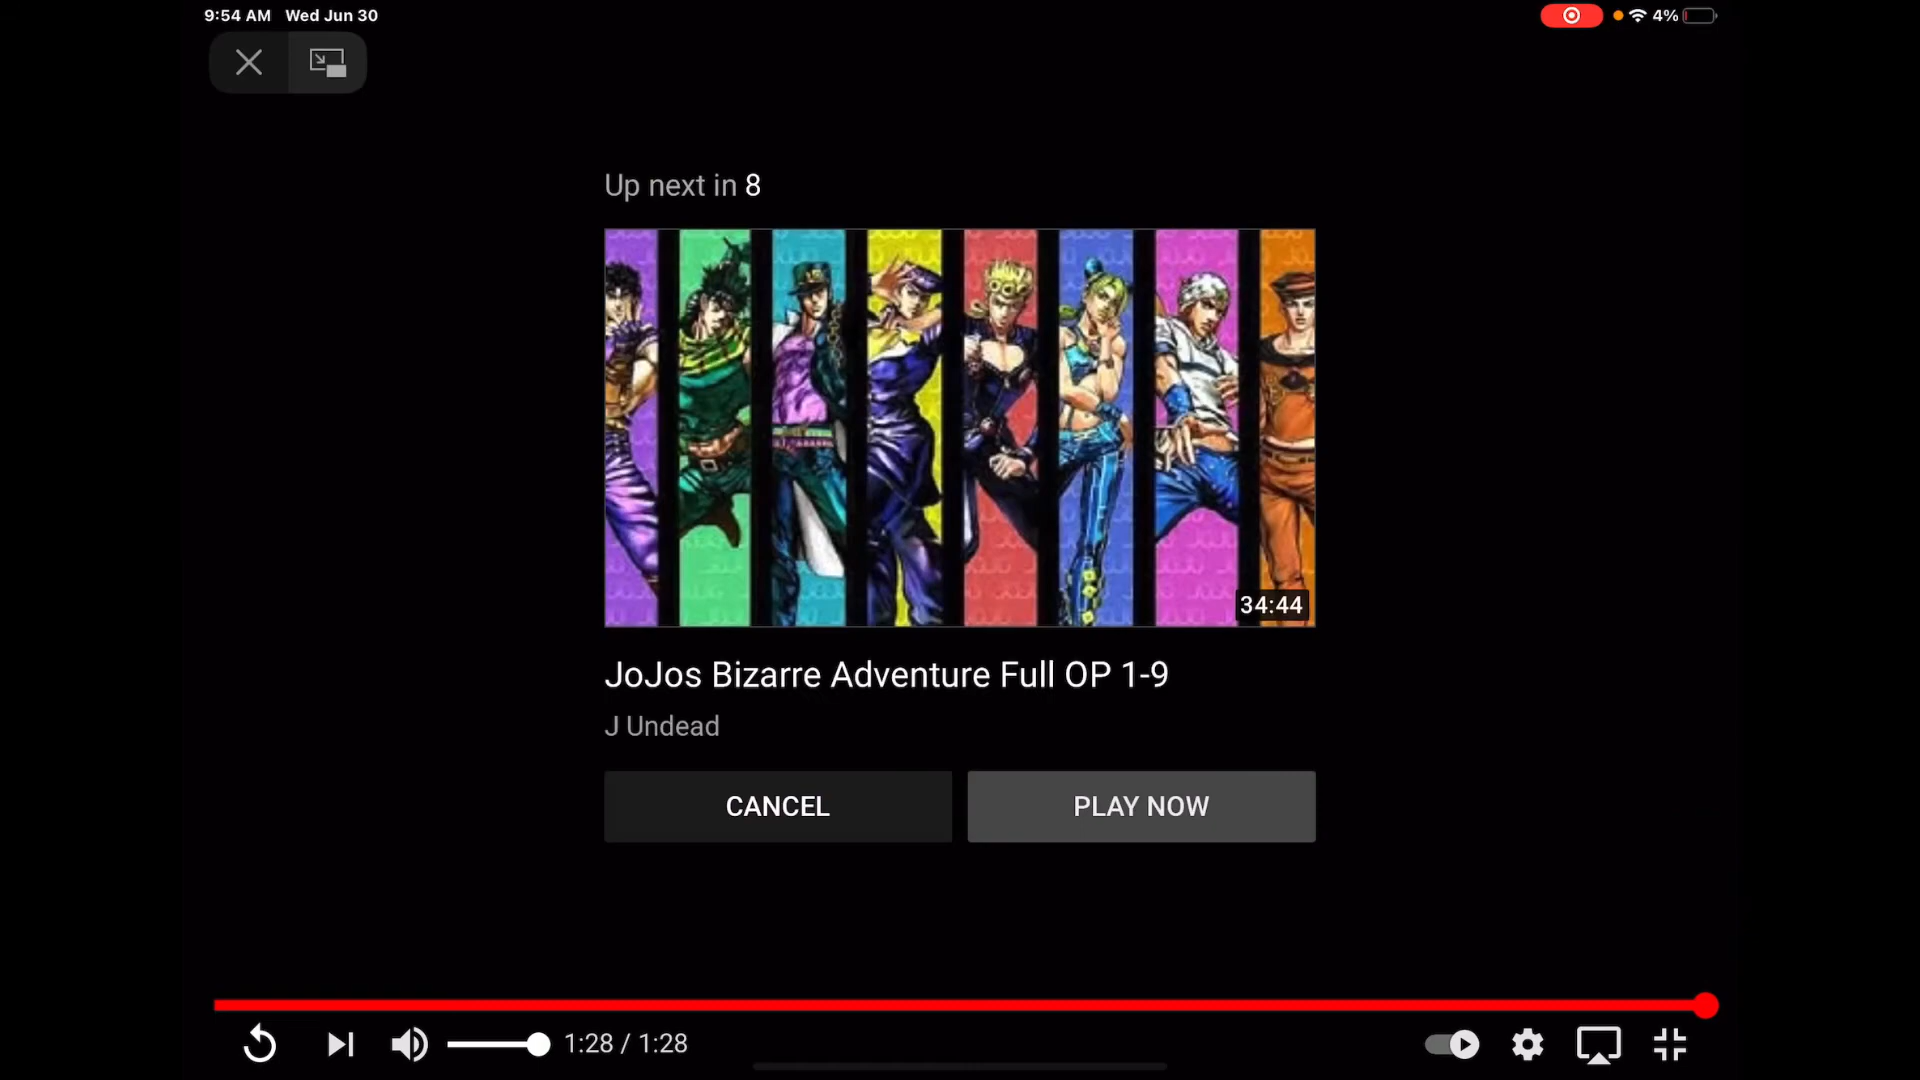 9:54 AM Wed Jun 30
4%
Up next in 8
34:44
JoJos Bizarre Adventure Full OP 1-9
J Undead
CANCEL
PLAY NOW
1:28 / 1:28